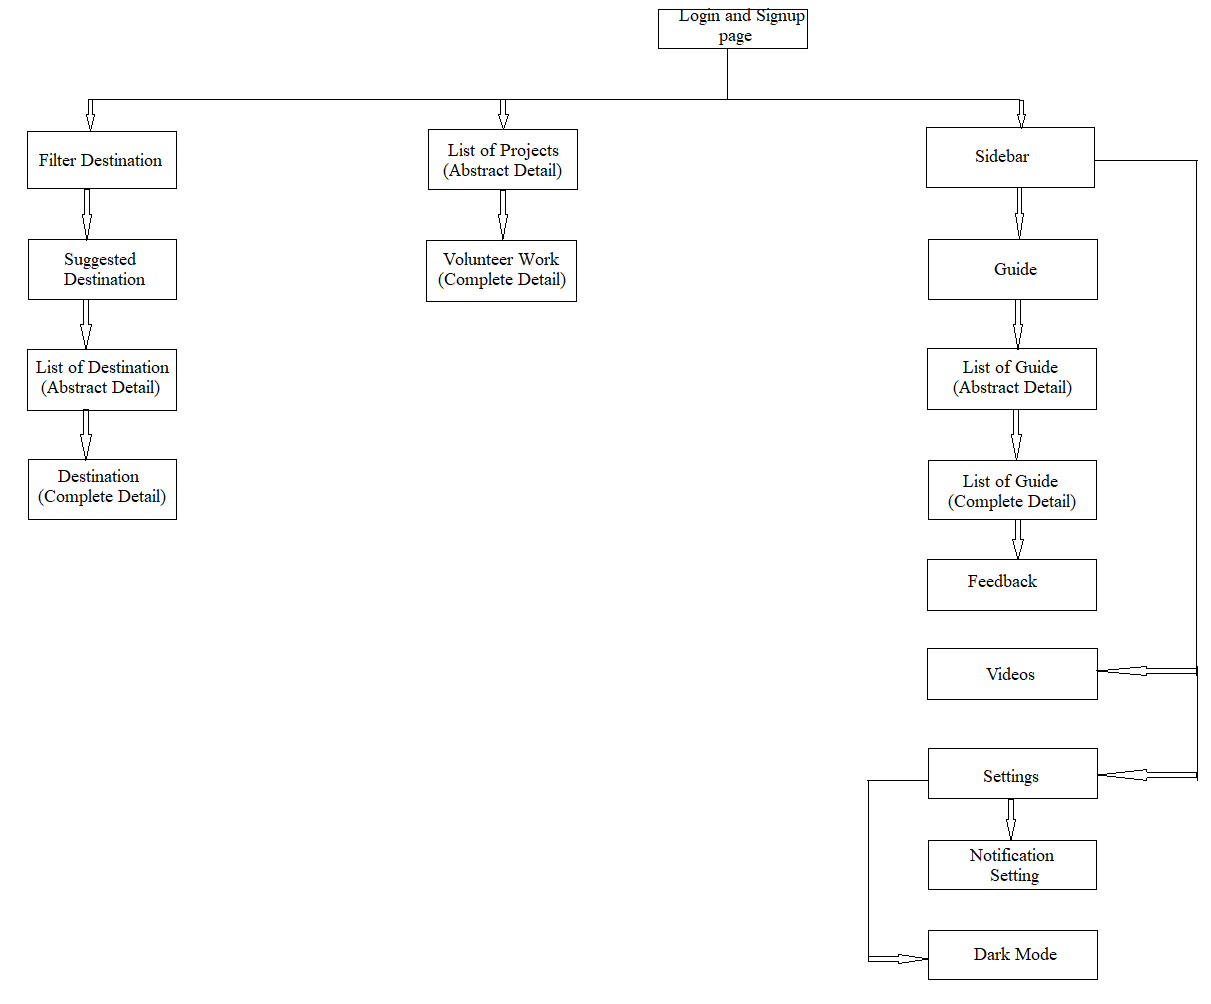 Login and Signup
page
Filter Destination
List of Projects
(Abstract Detail)
Sidebar
Suggested
Destination
Volunteer Work
(Complete Detail)
Guide
List of Destination
(Abstract Detail)
List of Guide
(Abstract Detail)
Destination
(Complete Detail)
List of Guide
(Complete Detail)
Feedback
Videos
Settings
Notification
Setting
Dark Mode